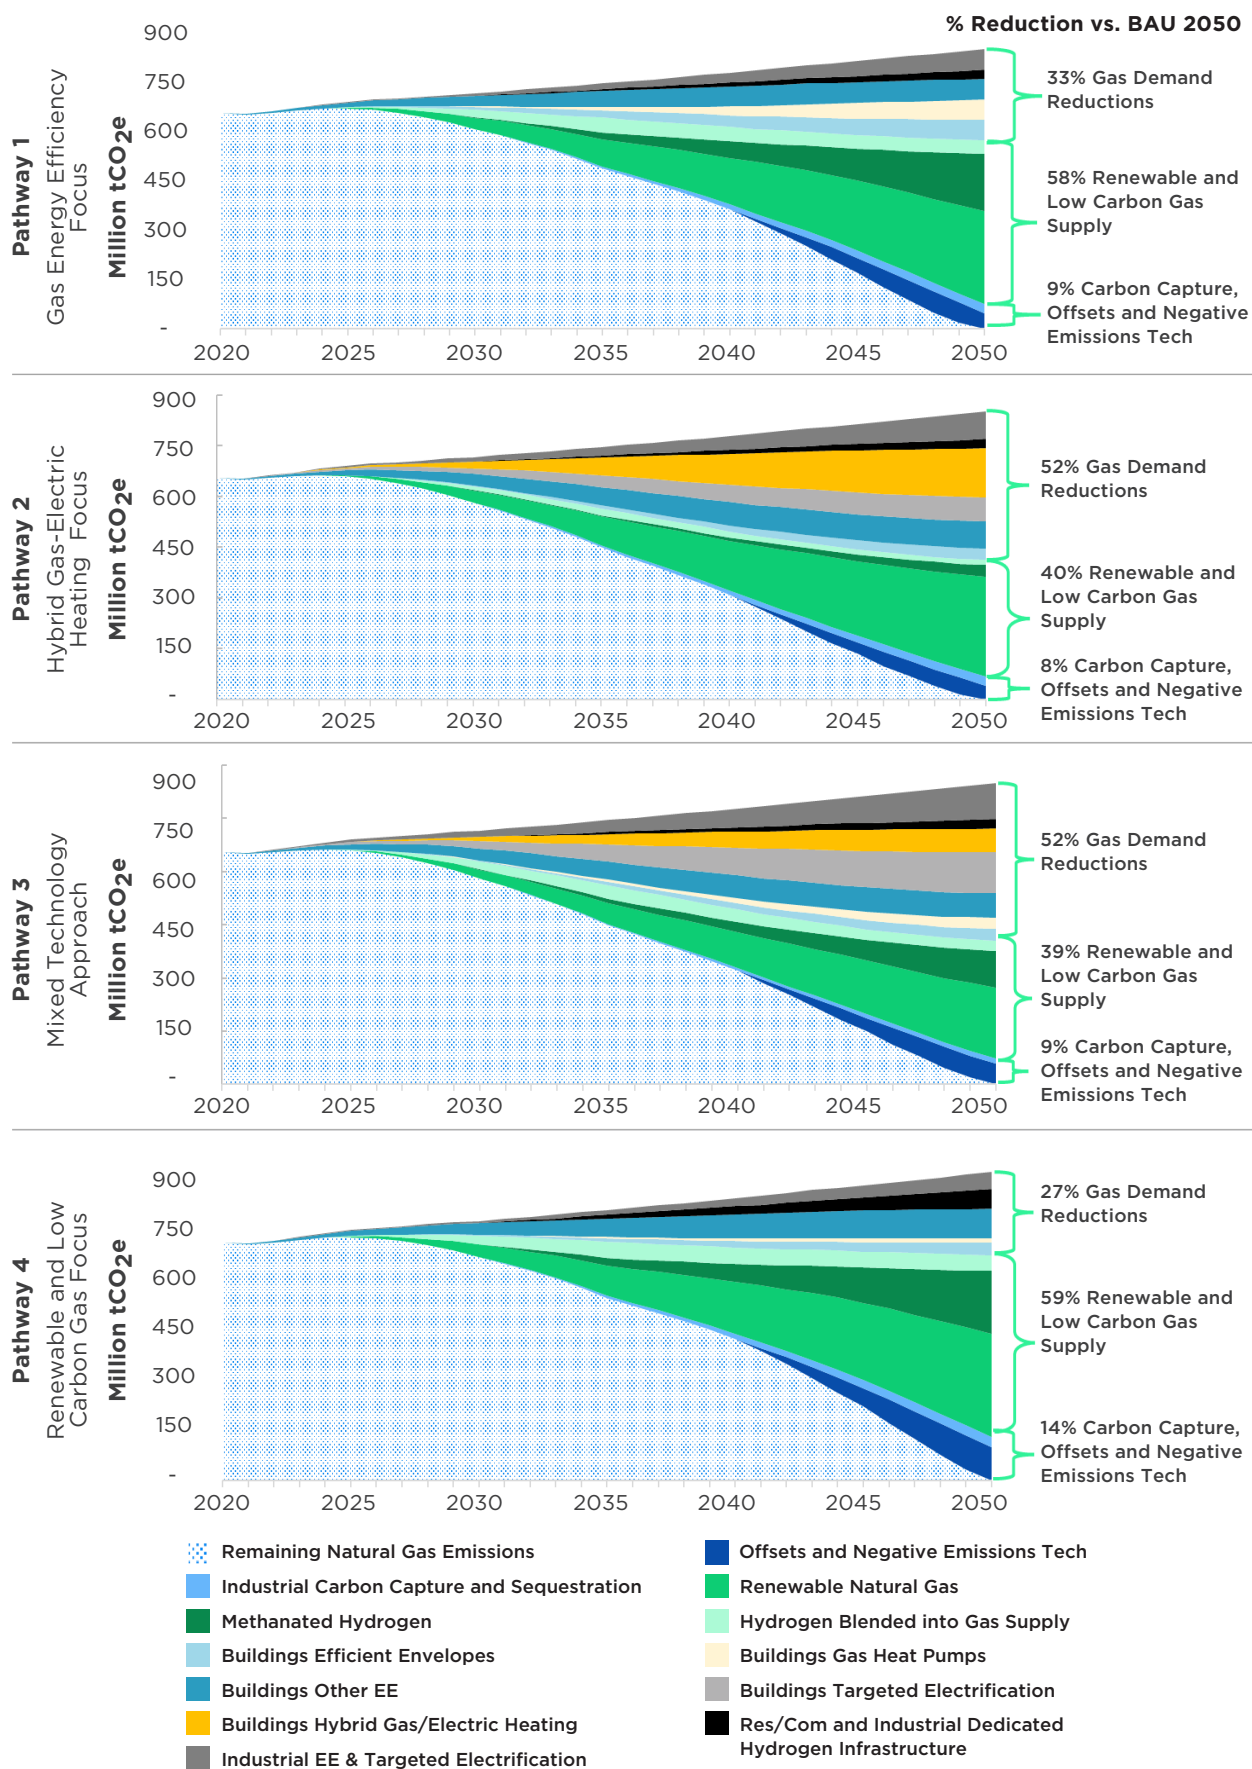 % Reduction vs. BAU 2050
Pathway 1
Gas Energy Efficiency
Focus
Million tCO2e
900
750
600
450
300
150
-
2020 2025 2030 2035 2040 2045 2050
33% Gas Demand
Reductions
58% Renewable and
Low Carbon Gas
Supply
9% Carbon Capture,
Offsets and Negative
Emissions Tech
Pathway 2
Hybrid Gas-Electric
Heating Focus
Million tCO2e
900
750
600
450
300
150
-
2020 2025 2030 2035 2040 2045 2050
52% Gas Demand
Reductions
40% Renewable and
Low Carbon Gas
Supply
8% Carbon Capture,
Offsets and Negative
Emissions Tech
Pathway 3
Mixed Technology
Approach
Million tCO2e
900
750
600
450
300
150
-
2020 2025 2030 2035 2040 2045 2050
52% Gas Demand
Reductions
39% Renewable and
Low Carbon Gas
Supply
9% Carbon Capture,
Offsets and Negative
Emissions Tech
Pathway 4
Renewable and Low
Carbon Gas Focus
Million tCO2e
900
750
600
450
300
150
-
2020 2025 2030 2035 2040 2045 2050
27% Gas Demand
Reductions
59% Renewable and
Low Carbon Gas
Supply
14% Carbon Capture,
Offsets and Negative
Emissions Tech
Remaining Natural Gas Emissions
Offsets and Negative Emissions Tech
Industrial Carbon Capture and Sequestration
Renewable Natural Gas
Methanated Hydrogen
Hydrogen Blended into Gas Supply
Buildings Efficient Envelopes
Buildings Gas Heat Pumps
Buildings Other EE
Buildings Targeted Electrification
Buildings Hybrid Gas/Electric Heating
Res/Com and Industrial Dedicated
Hydrogen Infrastructure
Industrial EE & Targeted Electrification